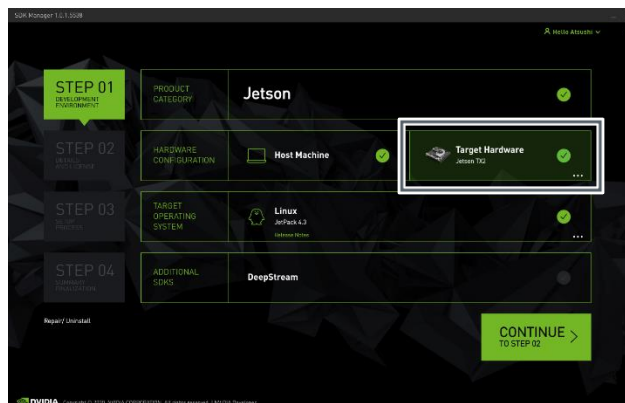 SDK Manager 1.0.1.5538
Hello Atsushi
STEP 01
DEVELOPMENT
ENVIRONMENT
PRODUCT
CATEGORY
Jetson
STEP 02
HARDWARE
CONFIGURATION
Host Machine
Target Hardware
Jetson TX2
...
STEP 03
TARGET
OPERATING
SYSTEM
Linux
JetPack 4.3
Release Notes
...
STEP 04
ADDITIONAL
SDKS
DeepStream
Repair/ Uninstall
CONTINUE >
TO STEP 02
NVIDIA